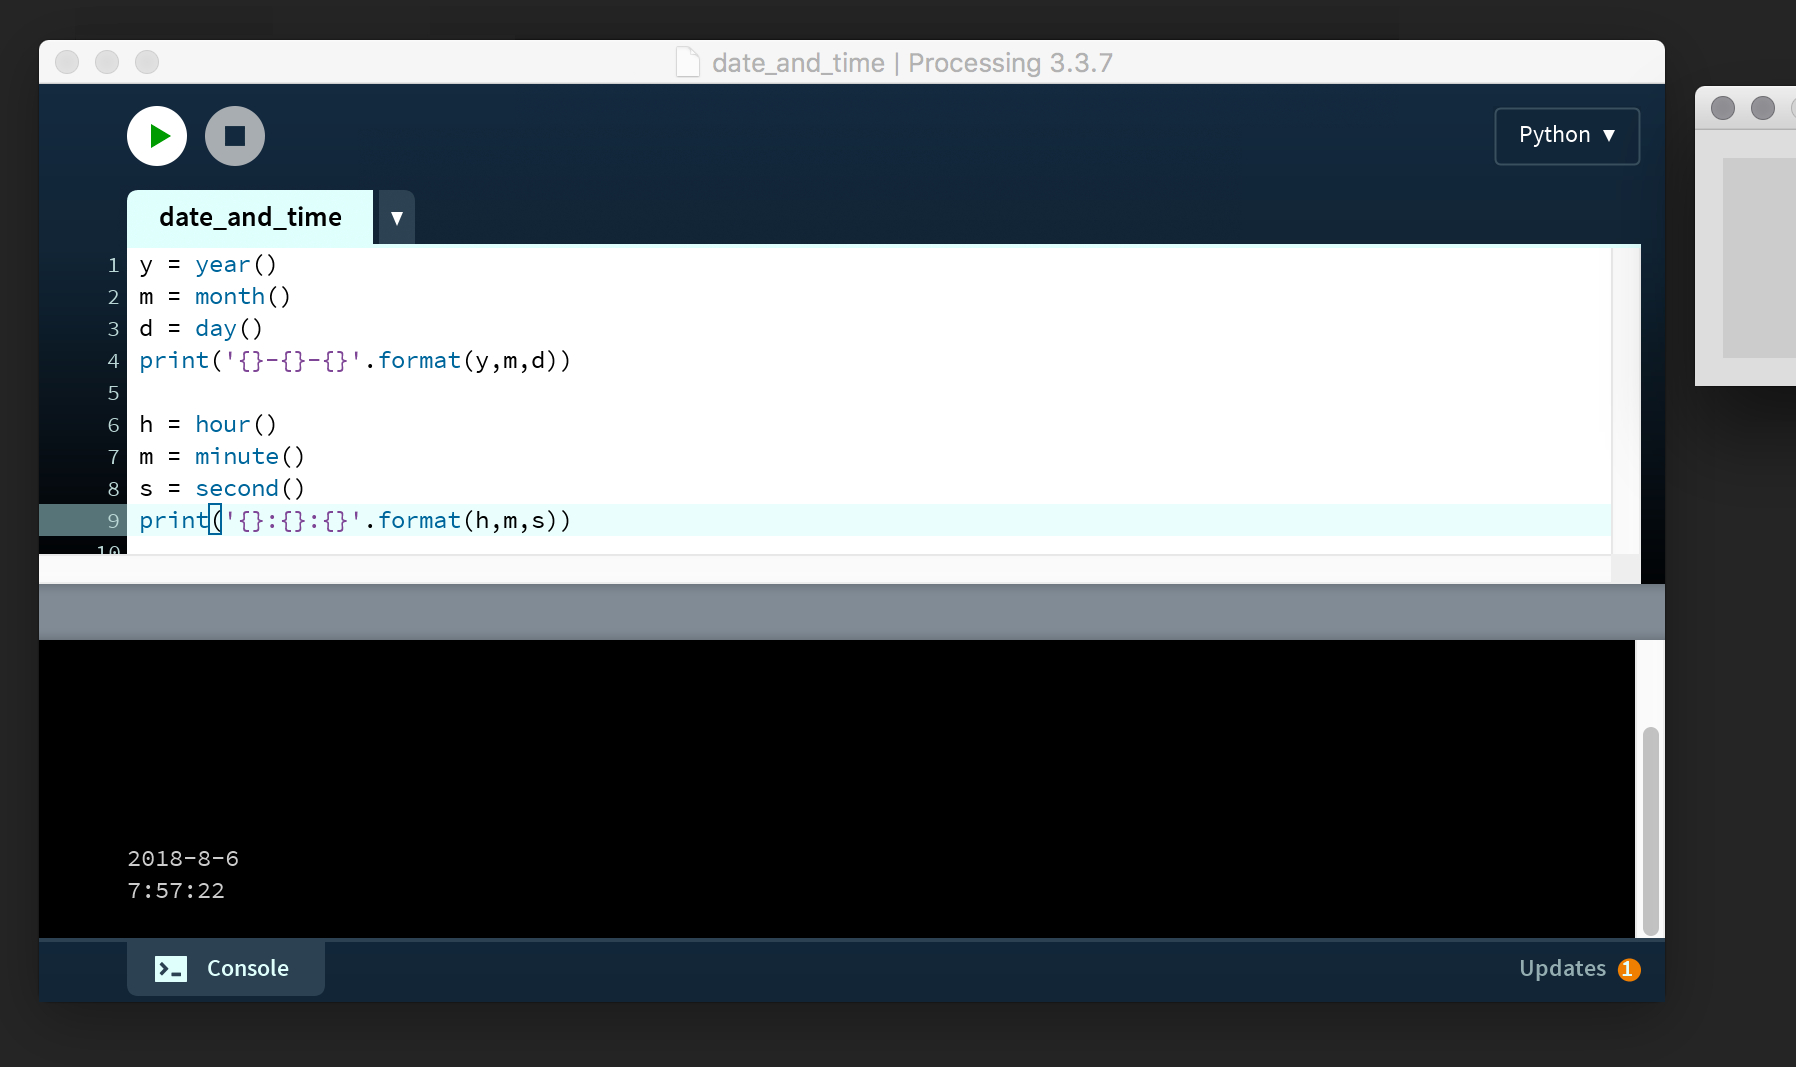 date_and_time | Processing 3.3.7
Python ▼
date_and_time ▼
1 y = year()
2 m = month()
3 d = day()
4 print('{}-{}-{}'.format(y,m,d))
5
6 h = hour()
7 m = minute()
8 s = second()
9 print('{}:{}:{}'.format(h,m,s))
10
2018-8-6
7:57:22
Console
Updates 1